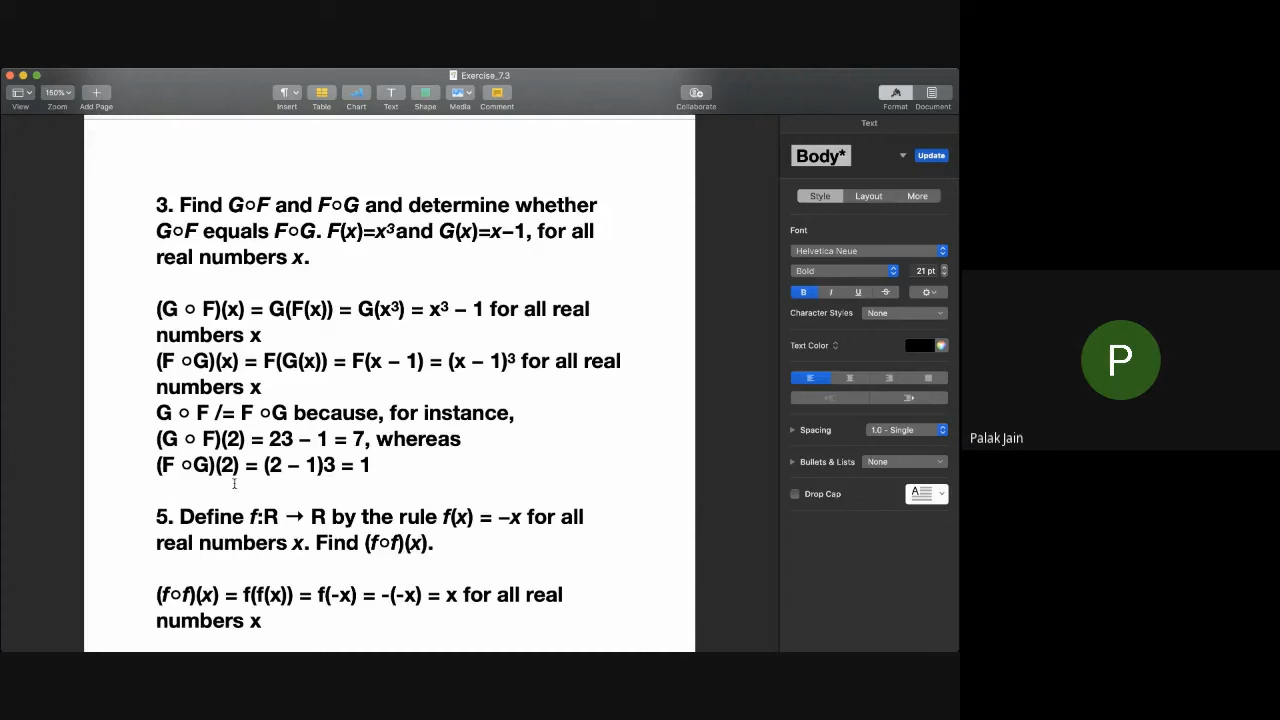 Exercise_7.3
150%
View
Zoom
Add Page
Insert
Table
Chart
Text
Shape
Media
Comment
Collaborate
Format
Document
Text
Body*
Update
Style
Layout
More
Font
Helvetica Neue
Bold
21 pt
B I U S
Character Styles
None
Text Color
Spacing
1.0 - Single
Bullets & Lists
None
Drop Cap
A
3. Find G∘F and F∘G and determine whether
G∘F equals F∘G. F(x)=x³and G(x)=x−1, for all
real numbers x.
(G ∘ F)(x) = G(F(x)) = G(x³) = x³ − 1 for all real
numbers x
(F ∘G)(x) = F(G(x)) = F(x − 1) = (x − 1)³ for all real
numbers x
G ∘ F /= F ∘G because, for instance,
(G ∘ F)(2) = 23 − 1 = 7, whereas
(F ∘G)(2) = (2 − 1)3 = 1
5. Define f:R → R by the rule f(x) = −x for all
real numbers x. Find (f∘f)(x).
(f∘f)(x) = f(f(x)) = f(-x) = -(-x) = x for all real
numbers x
P
Palak Jain